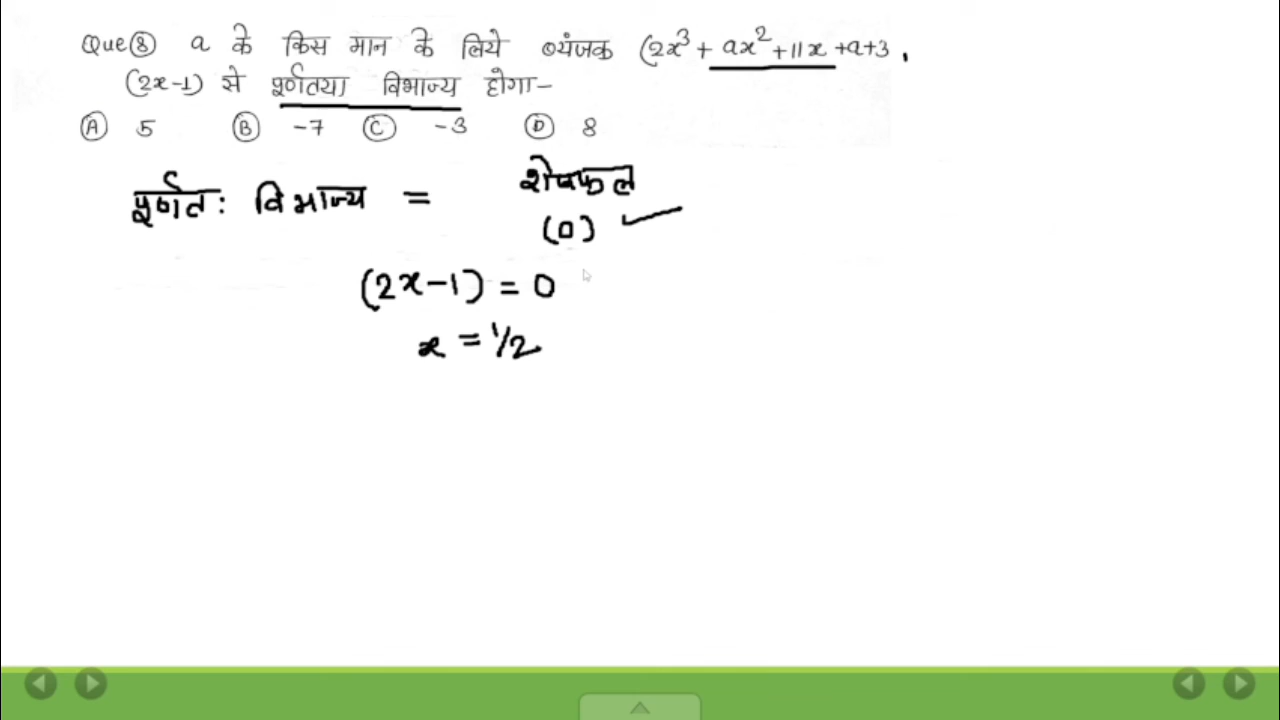 Que⑧ a के किस मान के लिये व्यंजक (2x³ + ax² + 11x + a + 3,
(2x-1) से पूर्णतया विभाज्य होगा-
Ⓐ 5 Ⓑ -7 Ⓒ -3 Ⓓ 8
पूर्णत: विभाज्य = शेषफल
(0)
(2x-1) = 0
x = 1/2